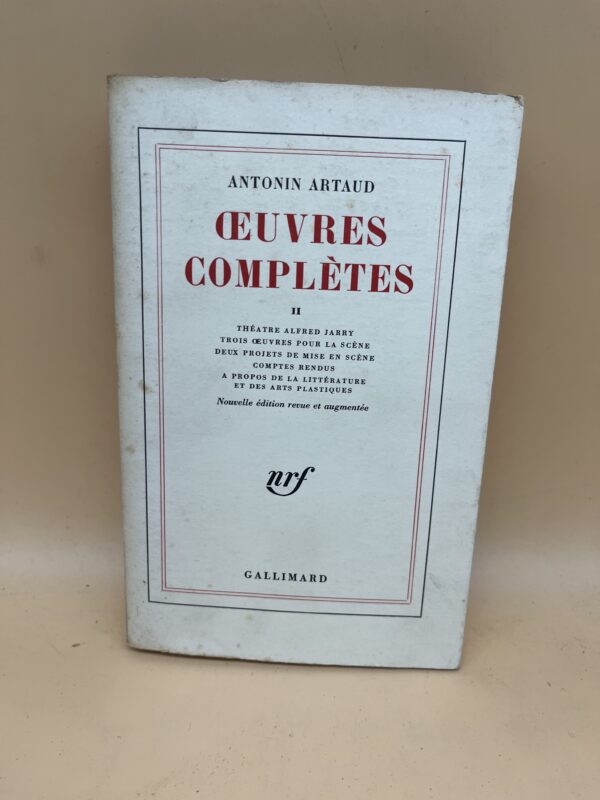 ANTONIN ARTAUD
ŒUVRES
COMPLÈTES
II
THÉATRE ALFRED JARRY
TROIS ŒUVRES POUR LA SCÈNE
DEUX PROJETS DE MISE EN SCÈNE
COMPTES RENDUS
A PROPOS DE LA LITTÉRATURE
ET DES ARTS PLASTIQUES
Nouvelle édition revue et augmentée
nrf
GALLIMARD